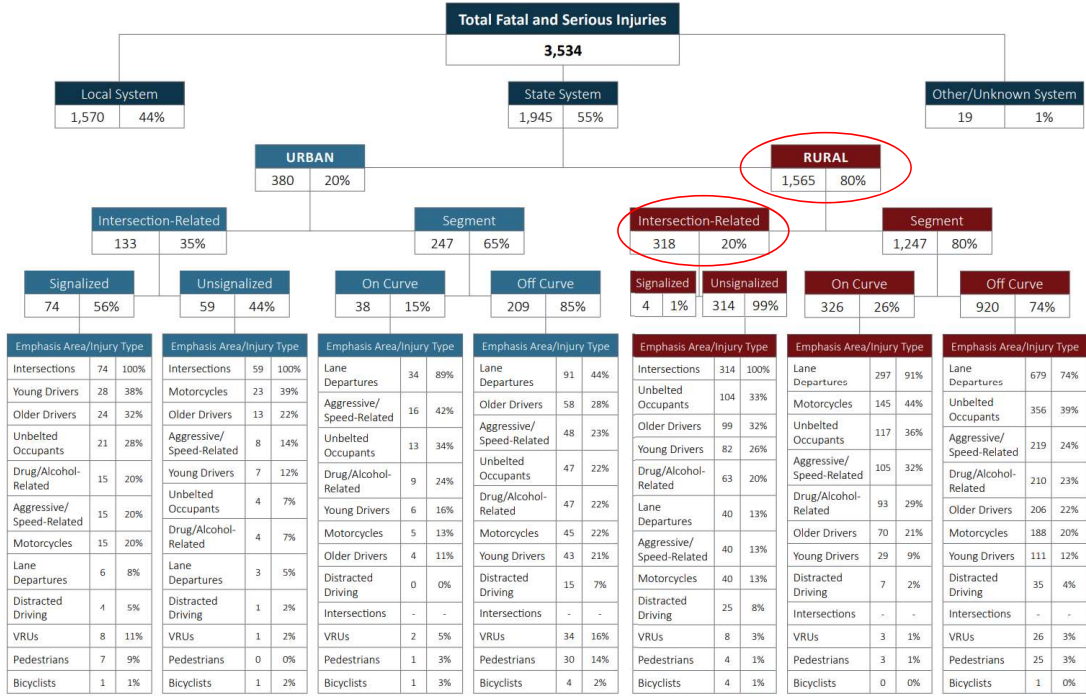 Total Fatal and Serious Injuries
3,534
Local System
1,570 44%
State System
1,945 55%
Other/Unknown System
19 1%
URBAN
380 20%
RURAL
1,565 80%
Intersection-Related
133 35%
Segment
247 65%
Intersection-Related
318 20%
Segment
1,247 80%
Signalized
74 56%
Unsignalized
59 44%
On Curve
38 15%
Off Curve
209 85%
Signalized
4 1%
Unsignalized
314 99%
On Curve
326 26%
Off Curve
920 74%
Emphasis Area/Injury Type
Intersections 74 100%
Young Drivers 28 38%
Older Drivers 24 32%
Unbelted
Occupants 21 28%
Drug/Alcohol-
Related 15 20%
Aggressive/
Speed-Related 15 20%
Motorcycles 15 20%
Lane
Departures 6 8%
Distracted
Driving 4 5%
VRUs 8 11%
Pedestrians 7 9%
Bicyclists 1 1%
Emphasis Area/Injury Type
Intersections 59 100%
Motorcycles 23 39%
Older Drivers 13 22%
Aggressive/
Speed-Related 8 14%
Young Drivers 7 12%
Unbelted
Occupants 4 7%
Drug/Alcohol-
Related 4 7%
Lane
Departures 3 5%
Distracted
Driving 1 2%
VRUs 1 2%
Pedestrians 0 0%
Bicyclists 1 2%
Emphasis Area/Injury Type
Lane
Departures 34 89%
Aggressive/
Speed-Related 16 42%
Unbelted
Occupants 13 34%
Drug/Alcohol-
Related 9 24%
Young Drivers 6 16%
Motorcycles 5 13%
Older Drivers 4 11%
Distracted
Driving 0 0%
Intersections - -
VRUs 2 5%
Pedestrians 1 3%
Bicyclists 1 3%
Emphasis Area/Injury Type
Lane
Departures 91 44%
Older Drivers 58 28%
Aggressive/
Speed-Related 48 23%
Unbelted
Occupants 47 22%
Drug/Alcohol-
Related 47 22%
Motorcycles 45 22%
Young Drivers 43 21%
Distracted
Driving 15 7%
Intersections - -
VRUs 34 16%
Pedestrians 30 14%
Bicyclists 4 2%
Emphasis Area/Injury Type
Intersections 314 100%
Unbelted
Occupants 104 33%
Older Drivers 99 32%
Young Drivers 82 26%
Drug/Alcohol-
Related 63 20%
Lane
Departures 40 13%
Aggressive/
Speed-Related 40 13%
Motorcycles 40 13%
Distracted
Driving 25 8%
VRUs 8 3%
Pedestrians 4 1%
Bicyclists 4 1%
Emphasis Area/Injury Type
Lane
Departures 297 91%
Motorcycles 145 44%
Unbelted
Occupants 117 36%
Aggressive/
Speed-Related 105 32%
Drug/Alcohol-
Related 93 29%
Older Drivers 70 21%
Young Drivers 29 9%
Distracted
Driving 7 2%
Intersections - -
VRUs 3 1%
Pedestrians 3 1%
Bicyclists 0 0%
Emphasis Area/Injury Type
Lane
Departures 679 74%
Unbelted
Occupants 356 39%
Aggressive/
Speed-Related 219 24%
Drug/Alcohol-
Related 210 23%
Older Drivers 206 22%
Motorcycles 188 20%
Young Drivers 111 12%
Distracted
Driving 35 4%
Intersections - -
VRUs 26 3%
Pedestrians 25 3%
Bicyclists 1 0%